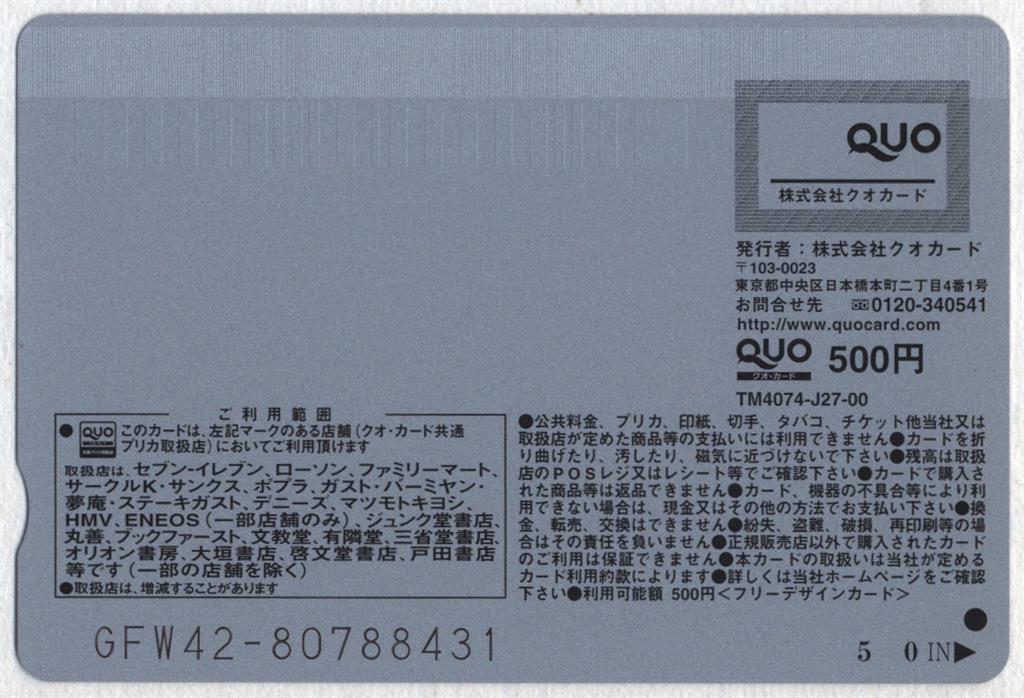 QUO
株式会社クオカード
発行者：株式会社クオカード
〒103-0023
東京都中央区日本橋本町二丁目4番1号
お問合せ先 0120-340541
http://www.quocard.com
QUO 500円
クオ・カード
TM4074-J27-00
ご利用範囲
●QUO このカードは、左記マークのある店舗(クオ・カード共通
プリカ取扱店)においてご利用頂けます
取扱店は、セブン-イレブン、ローソン、ファミリーマート、
サークルK・サンクス、ポプラ、ガスト・バーミヤン・
夢庵・ステーキガスト、デニーズ、マツモトキヨシ、
HMV、ENEOS(一部店舗のみ)、ジュンク堂書店、
丸善、ブックファースト、文教堂、有隣堂、三省堂書店、
オリオン書房、大垣書店、啓文堂書店、戸田書店
等です(一部の店舗を除く)
●取扱店は、増減することがあります
●公共料金、プリカ、印紙、切手、タバコ、チケット他当社又は
取扱店が定めた商品等の支払いには利用できません●カードを折
り曲げたり、汚したり、磁気に近づけないで下さい●残高は取扱
店のPOSレジ又はレシート等でご確認下さい●カードで購入さ
れた商品等は返品できません●カード、機器の不具合等により利
用できない場合は、現金又はその他の方法でお支払い下さい●換
金、転売、交換はできません●紛失、盗難、破損、再印刷等の場
合はその責任を負いません●正規販売店以外で購入されたカード
のご利用は保証できません●本カードの取扱いは当社が定める
カード利用約款によります●詳しくは当社ホームページをご確認
下さい●利用可能額 500円＜フリーデザインカード＞
GFW42-80788431
5 0 IN▶